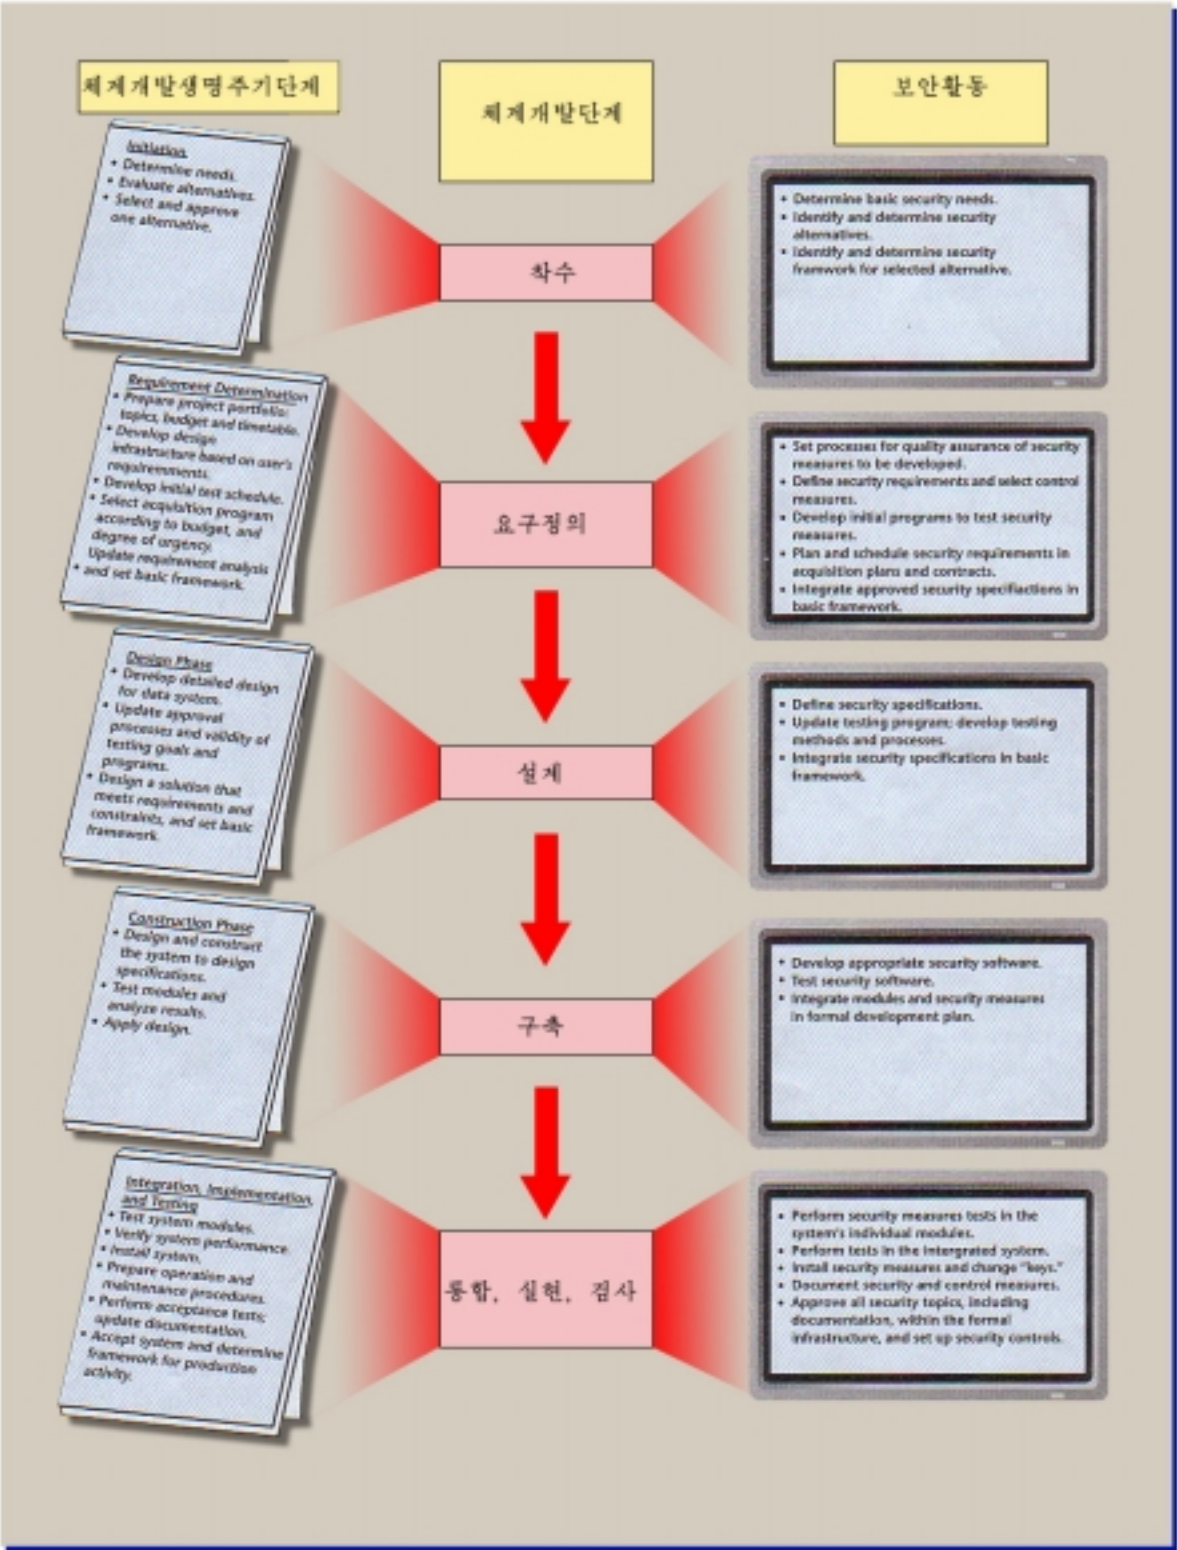 체계개발생명주기단계
체계개발단계
보안활동
Initiation
• Determine needs.
• Evaluate alternatives.
• Select and approve
one alternative.
착수
• Determine basic security needs.
• Identify and determine security
alternatives.
• Identify and determine security
framwork for selected alternative.
Requirement Determination
• Prepare project portfolio:
topics, budget and timetable.
• Develop design
infrastructure based on user's
requiremments.
• Develop initial test schedule.
• Select acquisition program
according to budget, and
degree of urgency.
Update requirement analysis
• and set basic framework.
요구정의
• Set processes for quality assurance of security
measures to be developed.
• Define security requirements and select control
measures.
• Develop initial programs to test security
measures.
• Plan and schedule security requirements in
acquisition plans and contracts.
• Integrate approved security specifiactions in
basic framework.
Design Phase
• Develop detailed design
for data system.
• Update approval
processes and validity of
testing goals and
programs.
• Design a solution that
meets requirements and
constraints, and set basic
framework.
설계
• Define security specifications.
• Update testing program; develop testing
methods and processes.
• Integrate security specifications in basic
framework.
Construction Phase
• Design and construct
the system to design
specifications.
• Test modules and
analyze results.
• Apply design.
구축
• Develop appropriate security software.
• Test security software.
• Integrate modules and security measures
in formal development plan.
Integration, Implementation,
and Testing
• Test system modules.
• Verify system performance.
• Install system.
• Prepare operation and
maintenance procedures.
• Perform acceptance tests;
update documentation.
• Accept system and determine
framework for production
activity.
통합, 실현, 검사
• Perform security measures tests in the
system's individual modules.
• Perform tests in the intergrated system.
• Install security measures and change "keys."
• Document security and control measures.
• Approve all security topics, including
documentation, within the formal
infrastructure, and set up security controls.